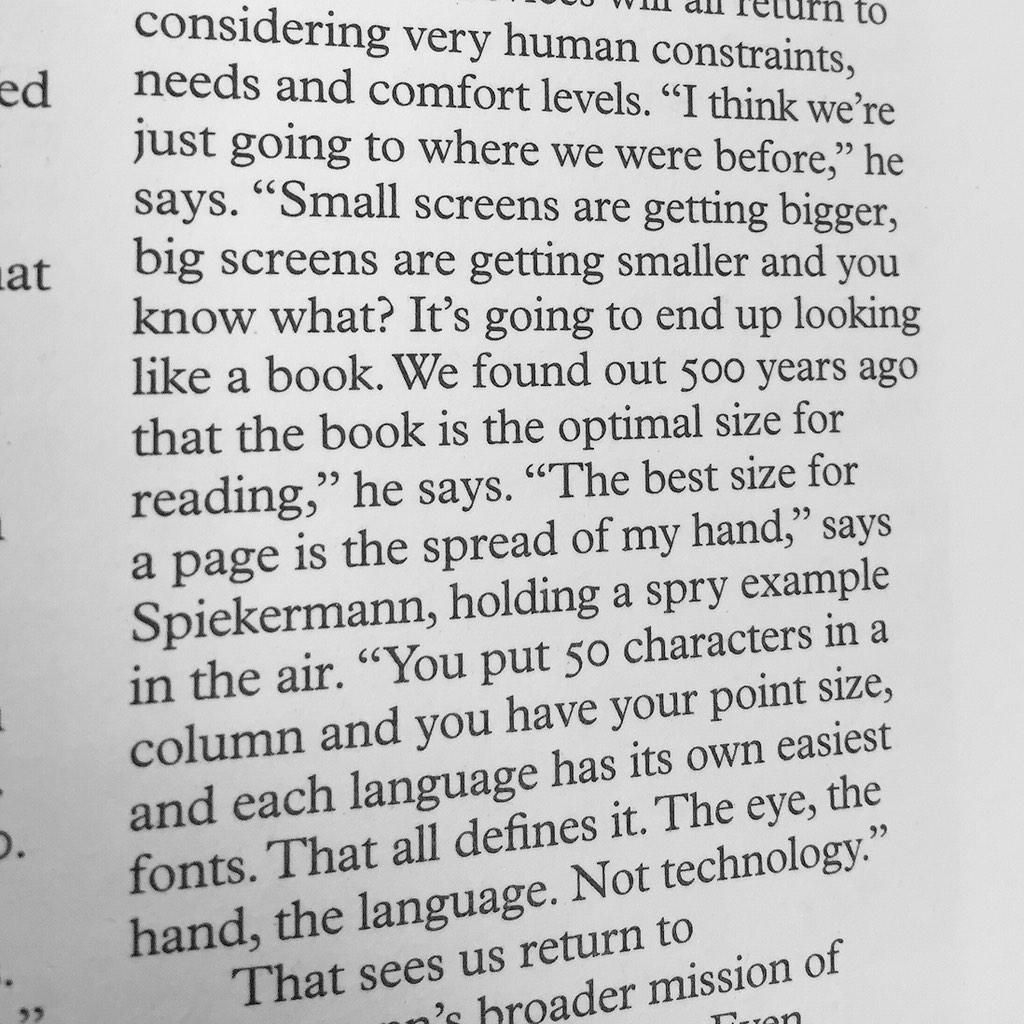 will all return to
considering very human constraints,
needs and comfort levels. “I think we’re
just going to where we were before,” he
says. “Small screens are getting bigger,
big screens are getting smaller and you
know what? It’s going to end up looking
like a book. We found out 500 years ago
that the book is the optimal size for
reading,” he says. “The best size for
a page is the spread of my hand,” says
Spiekermann, holding a spry example
in the air. “You put 50 characters in a
column and you have your point size,
and each language has its own easiest
fonts. That all defines it. The eye, the
hand, the language. Not technology.”
That sees us return to
broader mission of
Even